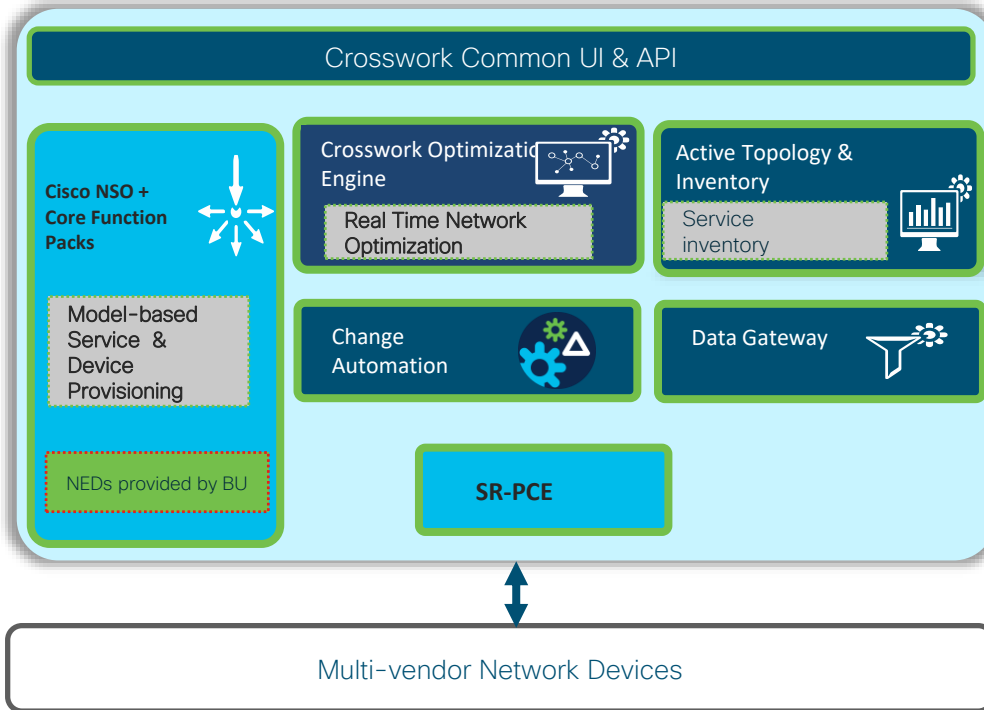 Crosswork Common UI & API
Cisco NSO +
Core Function
Packs
Model-based
Service &
Device
Provisioning
NEDs provided by BU
Crosswork Optimizatio
Engine
Real Time Network
Optimization
Active Topology &
Inventory
Service
inventory
Change
Automation
Data Gateway
SR-PCE
Multi-vendor Network Devices